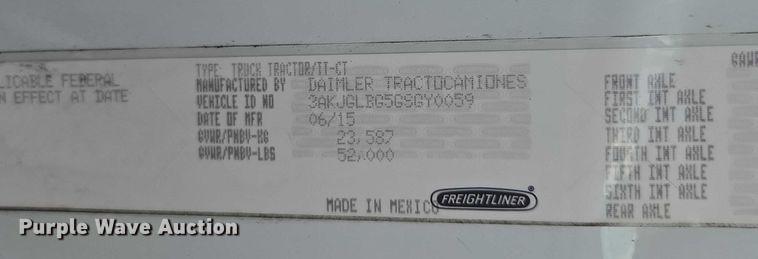 GAWR
TYPE: TRUCK TRACTOR/TT-CT
LICABLE FEDERAL
MANUFACTURED BY DAIMLER TRACTOCAMIONES
FRONT AXLE
N EFFECT AT DATE
VEHICLE ID NO 3AKJGLBG5GSGY0059
FIRST INT AXLE
DATE OF MFR 06/15
SECOND INT AXLE
GVWR/PNBV-KG 23,587
THIRD INT AXLE
GVWR/PNBV-LBS 52,000
FOURTH INT AXLE
FIFTH INT AXLE
SIXTH INT AXLE
MADE IN MEXICO FREIGHTLINER
REAR AXLE
Purple Wave Auction